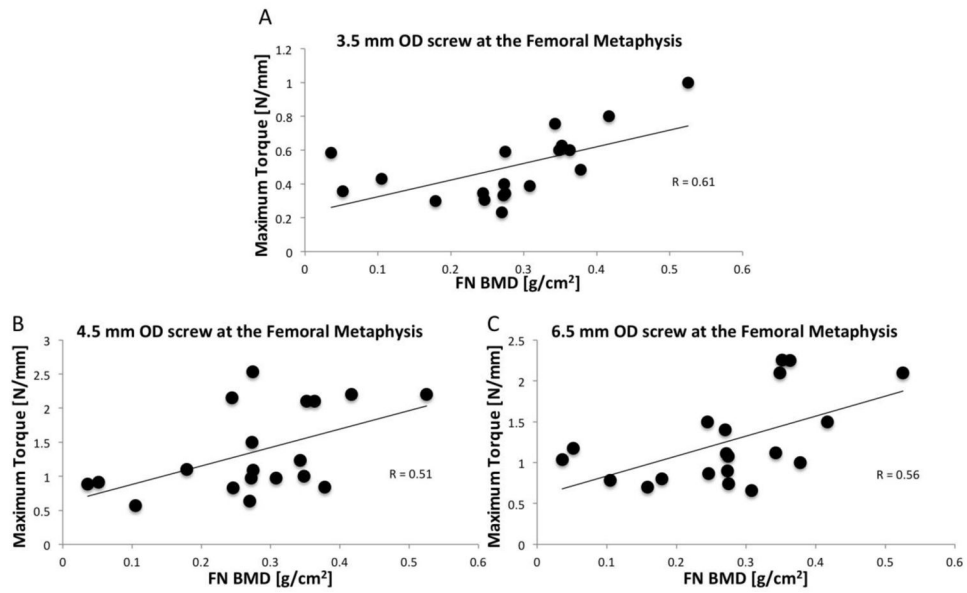 A
3.5 mm OD screw at the Femoral Metaphysis
Maximum Torque [N/mm]
1.2
1
0.8
0.6
0.4
0.2
0
R = 0.61
0 0.1 0.2 0.3 0.4 0.5 0.6
FN BMD [g/cm²]
B
4.5 mm OD screw at the Femoral Metaphysis
Maximum Torque [N/mm]
3
2.5
2
1.5
1
0.5
0
R = 0.51
0 0.1 0.2 0.3 0.4 0.5 0.6
FN BMD [g/cm²]
C
6.5 mm OD screw at the Femoral Metaphysis
Maximum Torque [N/mm]
2.5
2
1.5
1
0.5
0
R = 0.56
0 0.1 0.2 0.3 0.4 0.5 0.6
FN BMD [g/cm²]